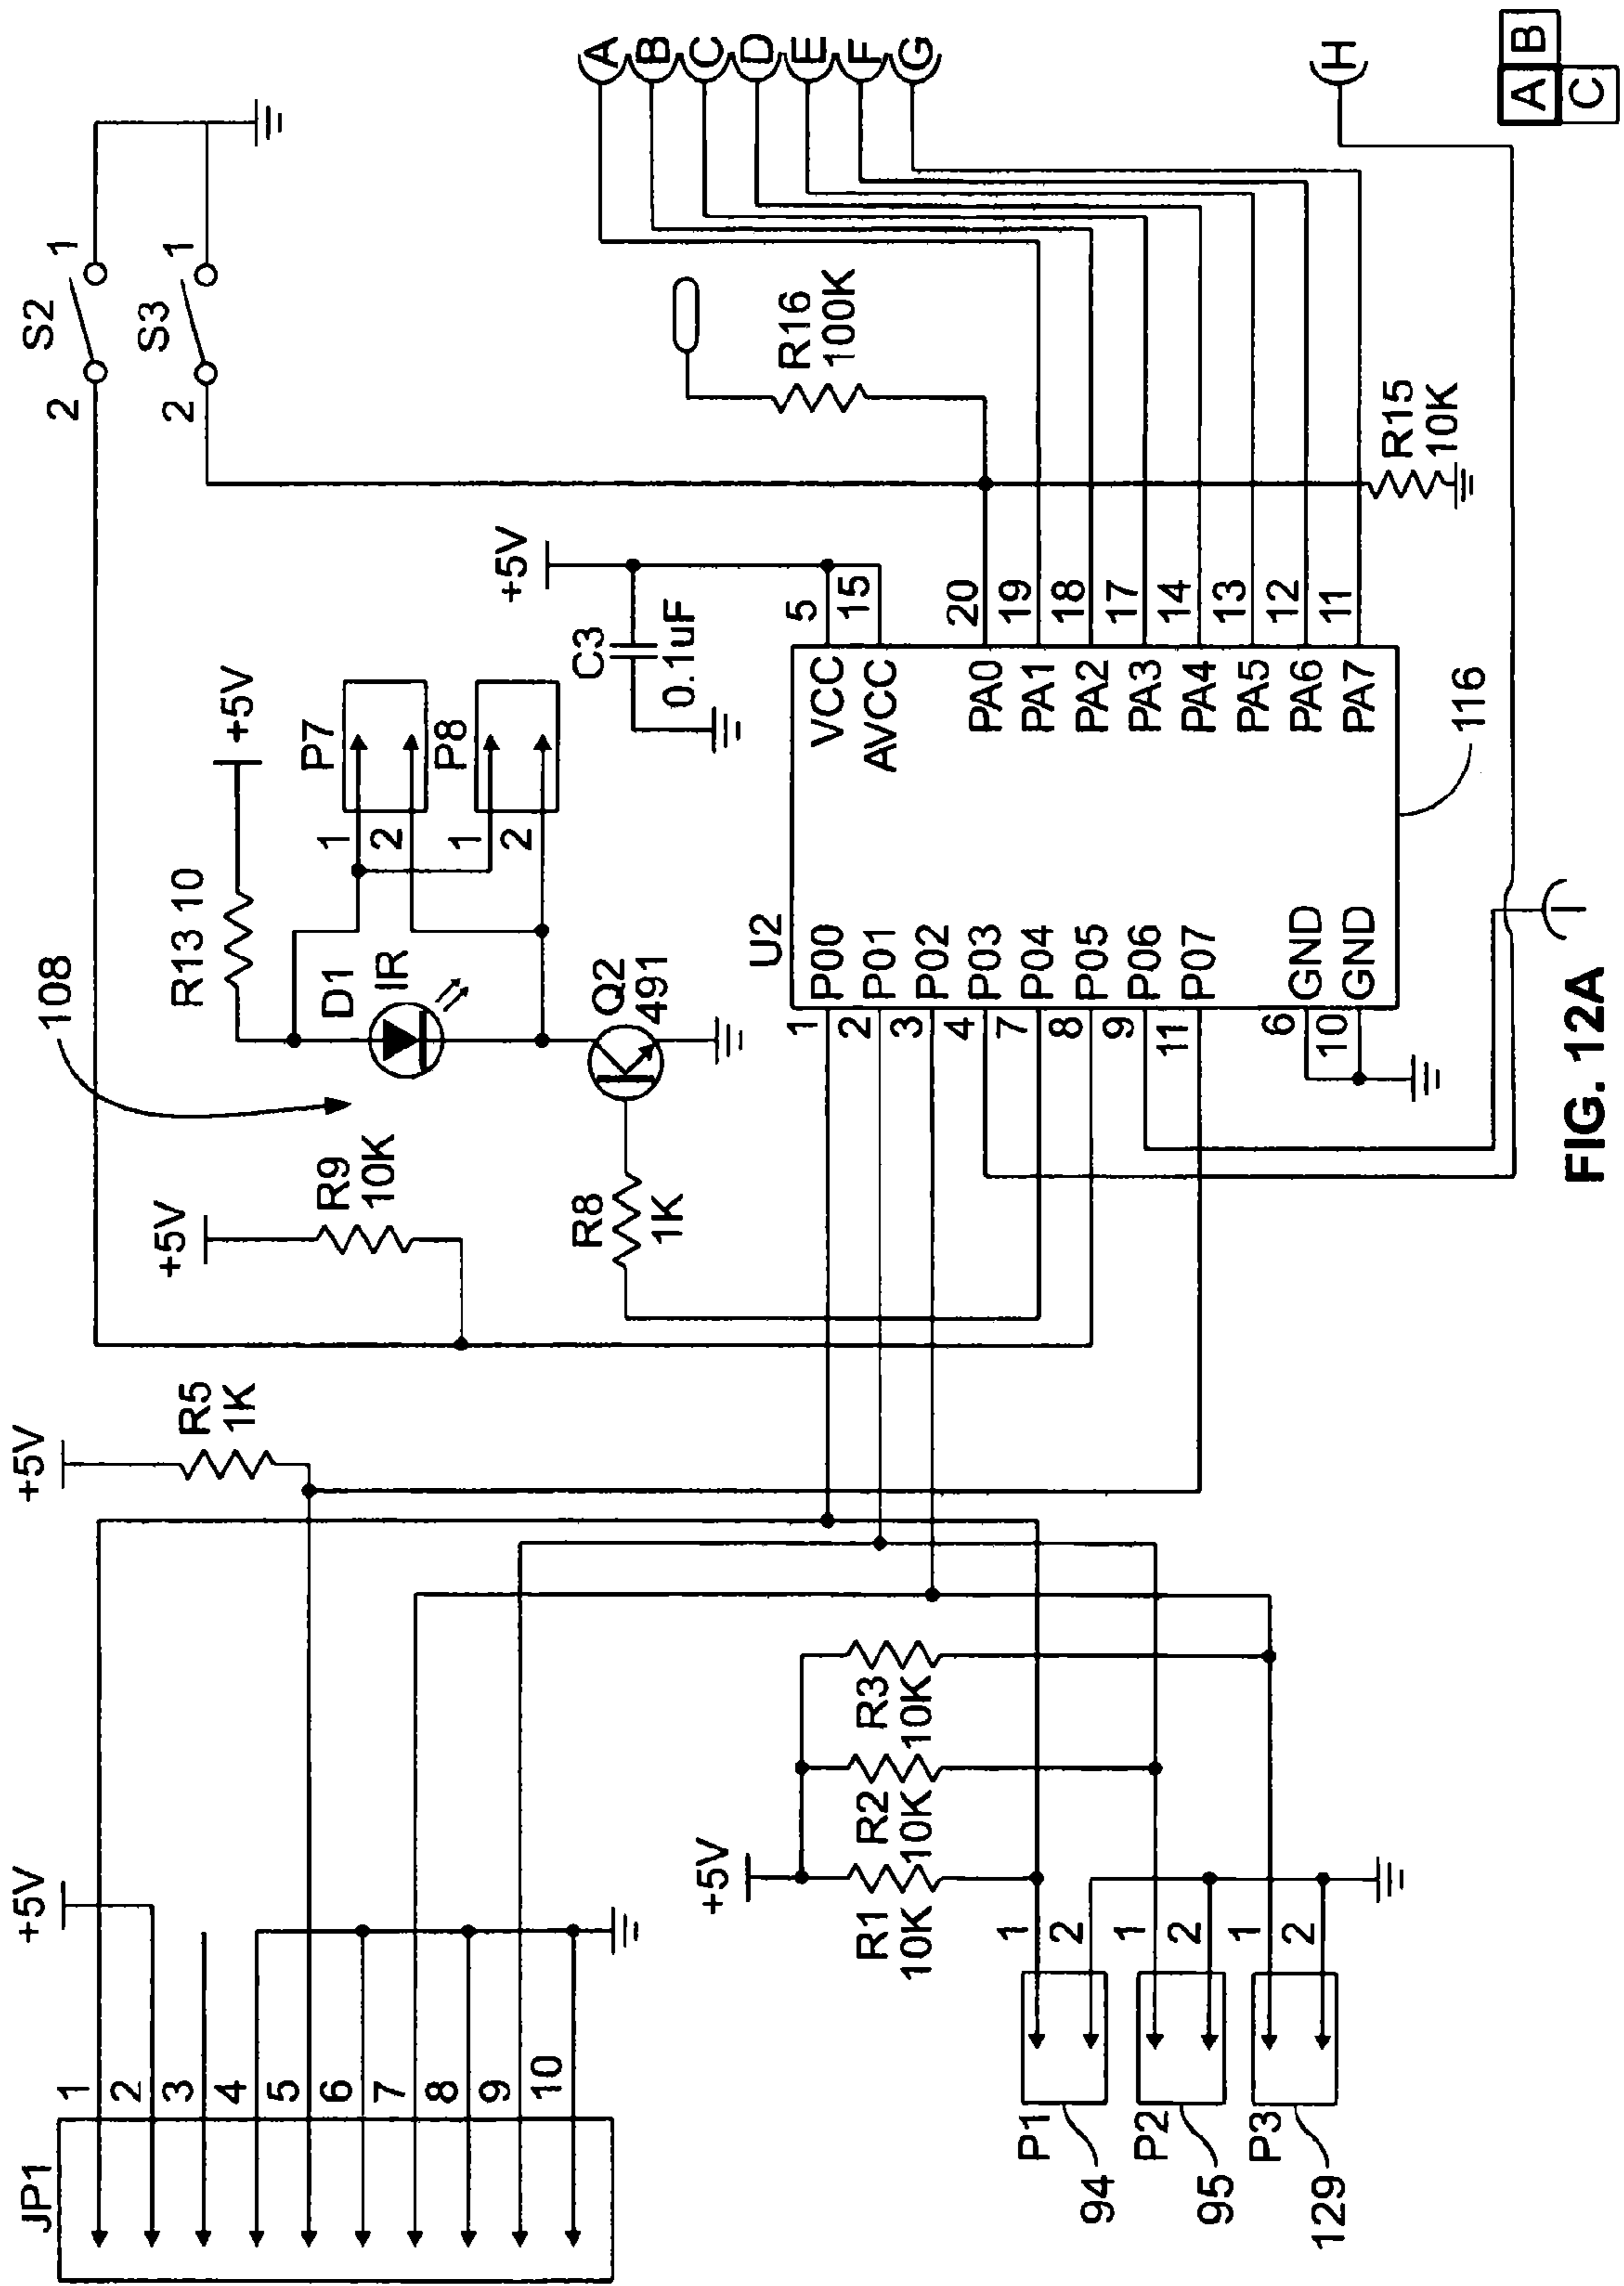 JP1
1
2
3
4
5
6
7
8
9
10
+5V
+5V
R5
1K
+5V
R9
10K
108
R13 10
+5V
D1
IR
P7
1
2
P8
1
2
Q2
491
R8
1K
S2
2
1
S3
2
1
+5V
C3
0.1uF
R16
100K
R15
10K
A
B
C
D
E
F
G
H
I
U2
P00
P01
P02
P03
P04
P05
P06
P07
GND
GND
1
2
3
4
7
8
9
11
6
10
VCC
AVCC
PA0
PA1
PA2
PA3
PA4
PA5
PA6
PA7
5
15
20
19
18
17
14
13
12
11
116
+5V
R1
10K
R2
10K
R3
10K
P1
1
2
94
P2
1
2
95
P3
1
2
129
A B
C
FIG. 12A